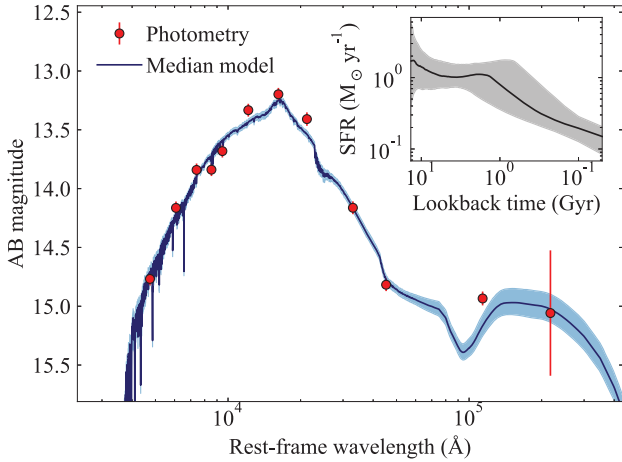 12.5
13.0
13.5
14.0
14.5
15.0
15.5
AB magnitude
Photometry
Median model
10⁴
10⁵
Rest-frame wavelength (Å)
SFR (M⊙ yr⁻¹)
10⁰
10⁻¹
10¹
10⁰
10⁻¹
Lookback time (Gyr)